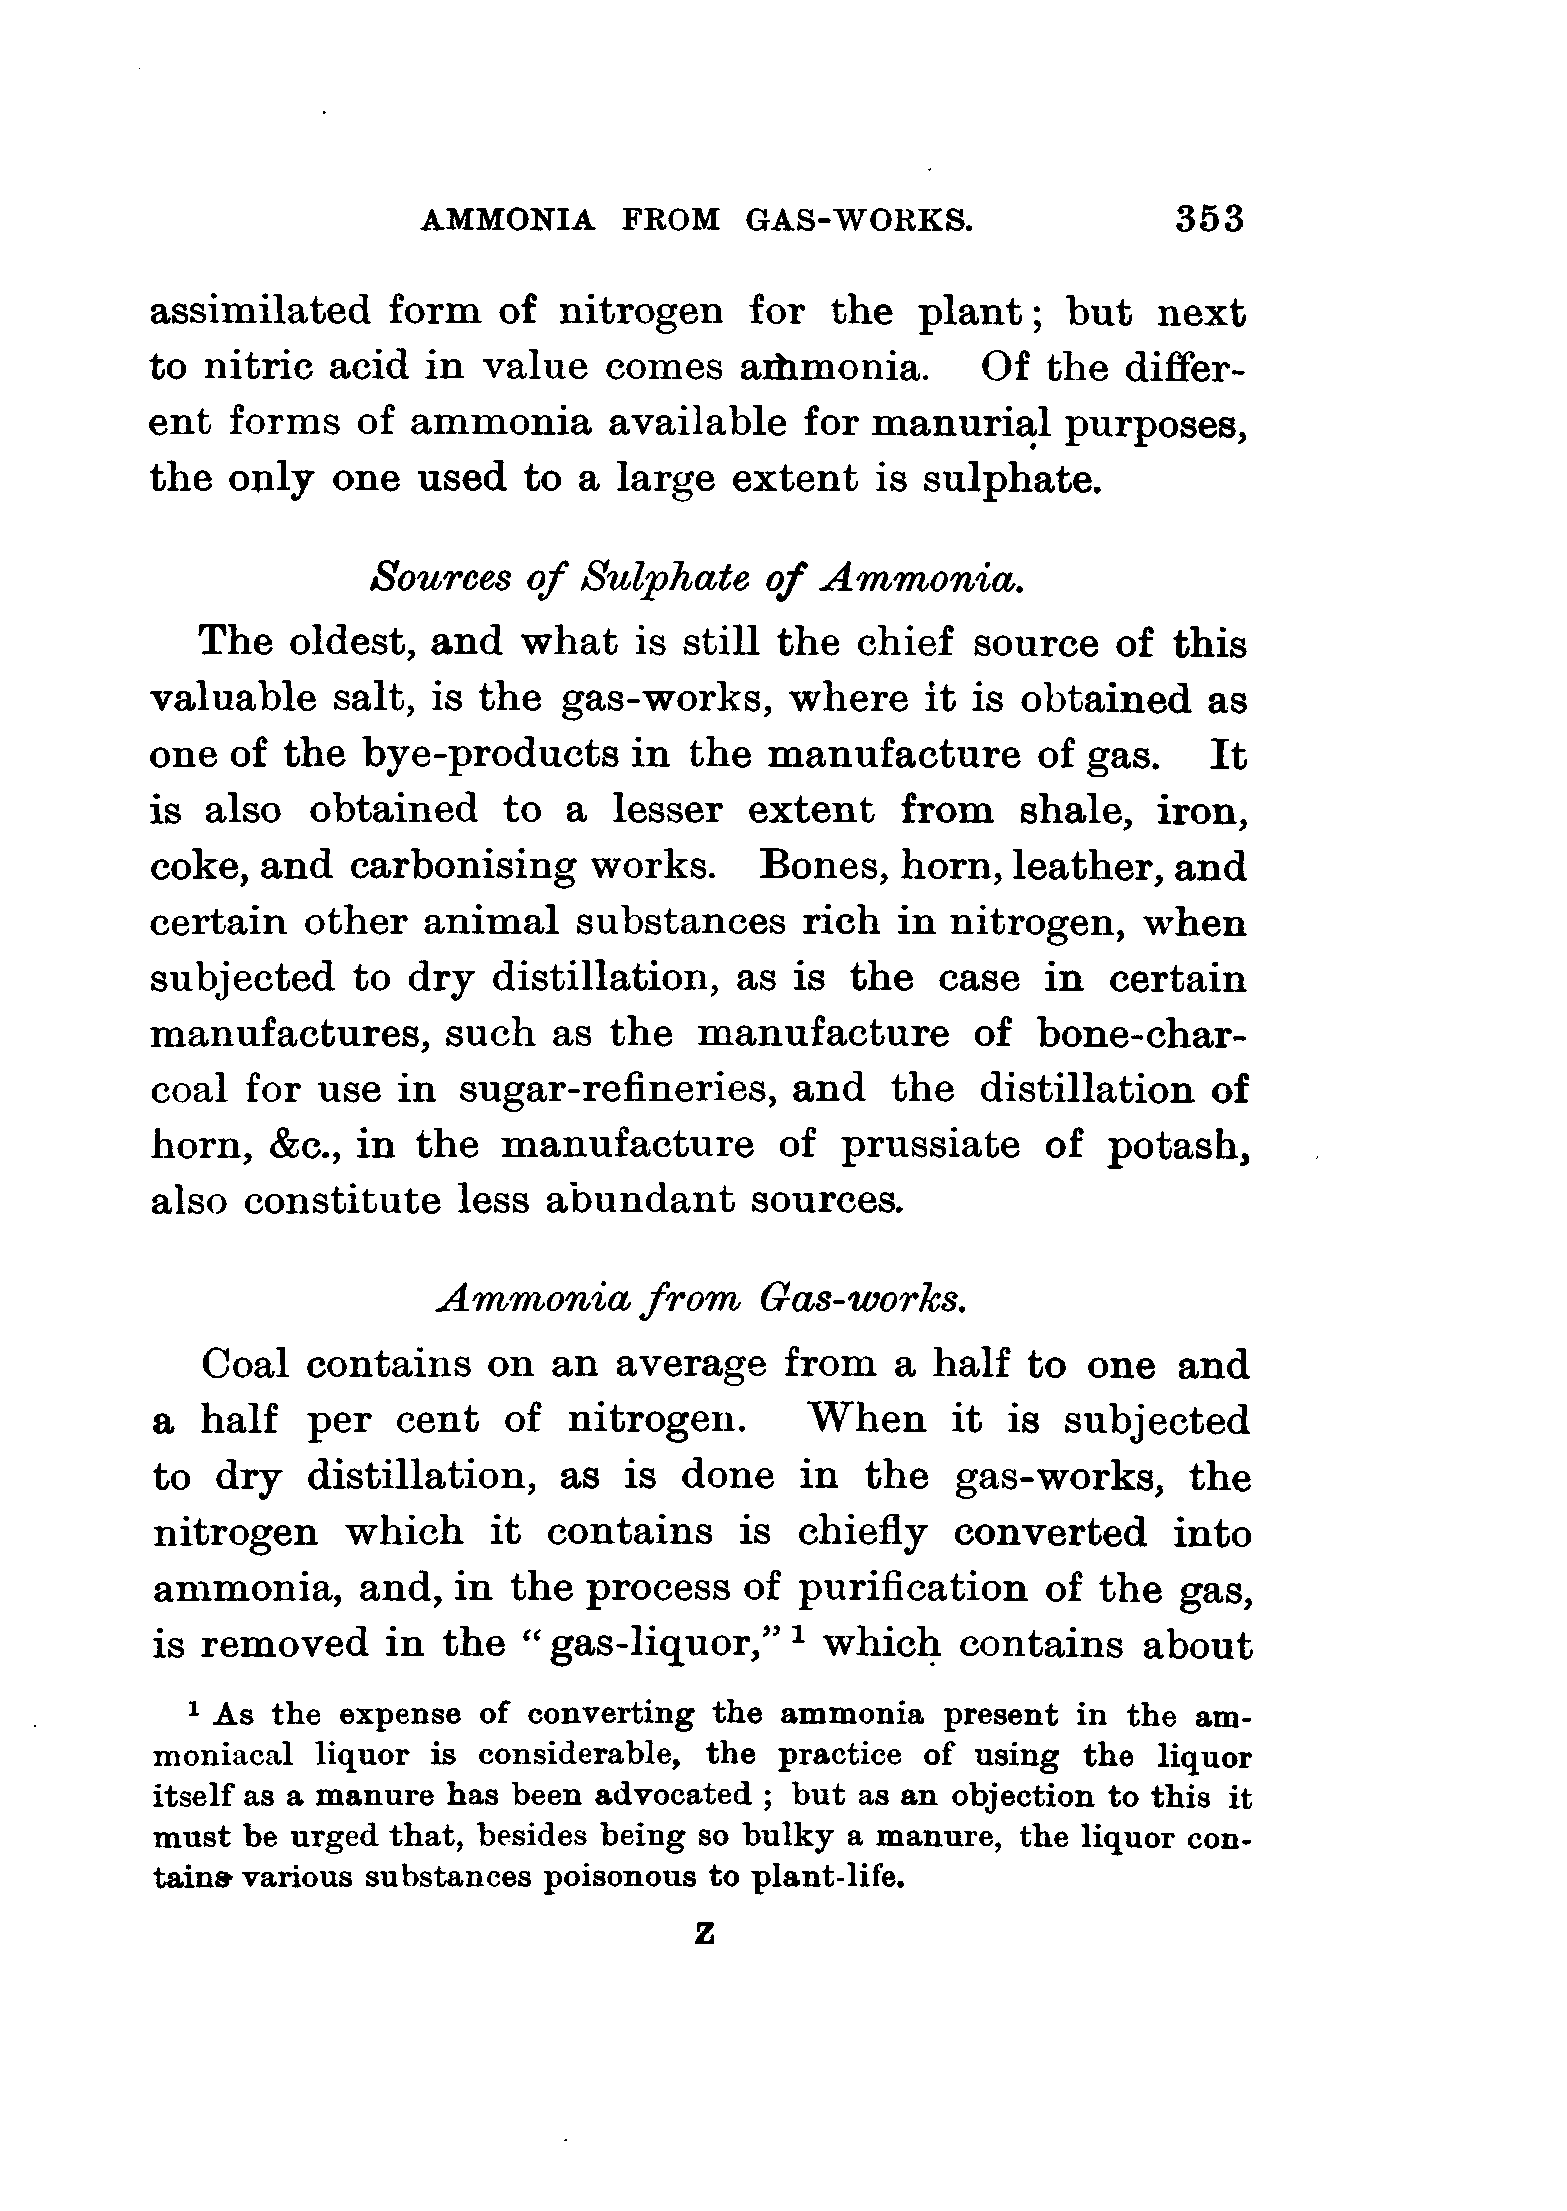 AMMONIA FROM GAS-WORKS. 353
assimilated form of nitrogen for the plant; but next
to nitric acid in value comes ammonia. Of the differ-
ent forms of ammonia available for manurial purposes,
the only one used to a large extent is sulphate.
Sources of Sulphate of Ammonia.
The oldest, and what is still the chief source of this
valuable salt, is the gas-works, where it is obtained as
one of the bye-products in the manufacture of gas. It
is also obtained to a lesser extent from shale, iron,
coke, and carbonising works. Bones, horn, leather, and
certain other animal substances rich in nitrogen, when
subjected to dry distillation, as is the case in certain
manufactures, such as the manufacture of bone-char-
coal for use in sugar-refineries, and the distillation of
horn, &c., in the manufacture of prussiate of potash,
also constitute less abundant sources.
Ammonia from Gas-works.
Coal contains on an average from a half to one and
a half per cent of nitrogen. When it is subjected
to dry distillation, as is done in the gas-works, the
nitrogen which it contains is chiefly converted into
ammonia, and, in the process of purification of the gas,
is removed in the “gas-liquor,” 1 which contains about
1 As the expense of converting the ammonia present in the am-
moniacal liquor is considerable, the practice of using the liquor
itself as a manure has been advocated; but as an objection to this it
must be urged that, besides being so bulky a manure, the liquor con-
tains various substances poisonous to plant-life.
Z